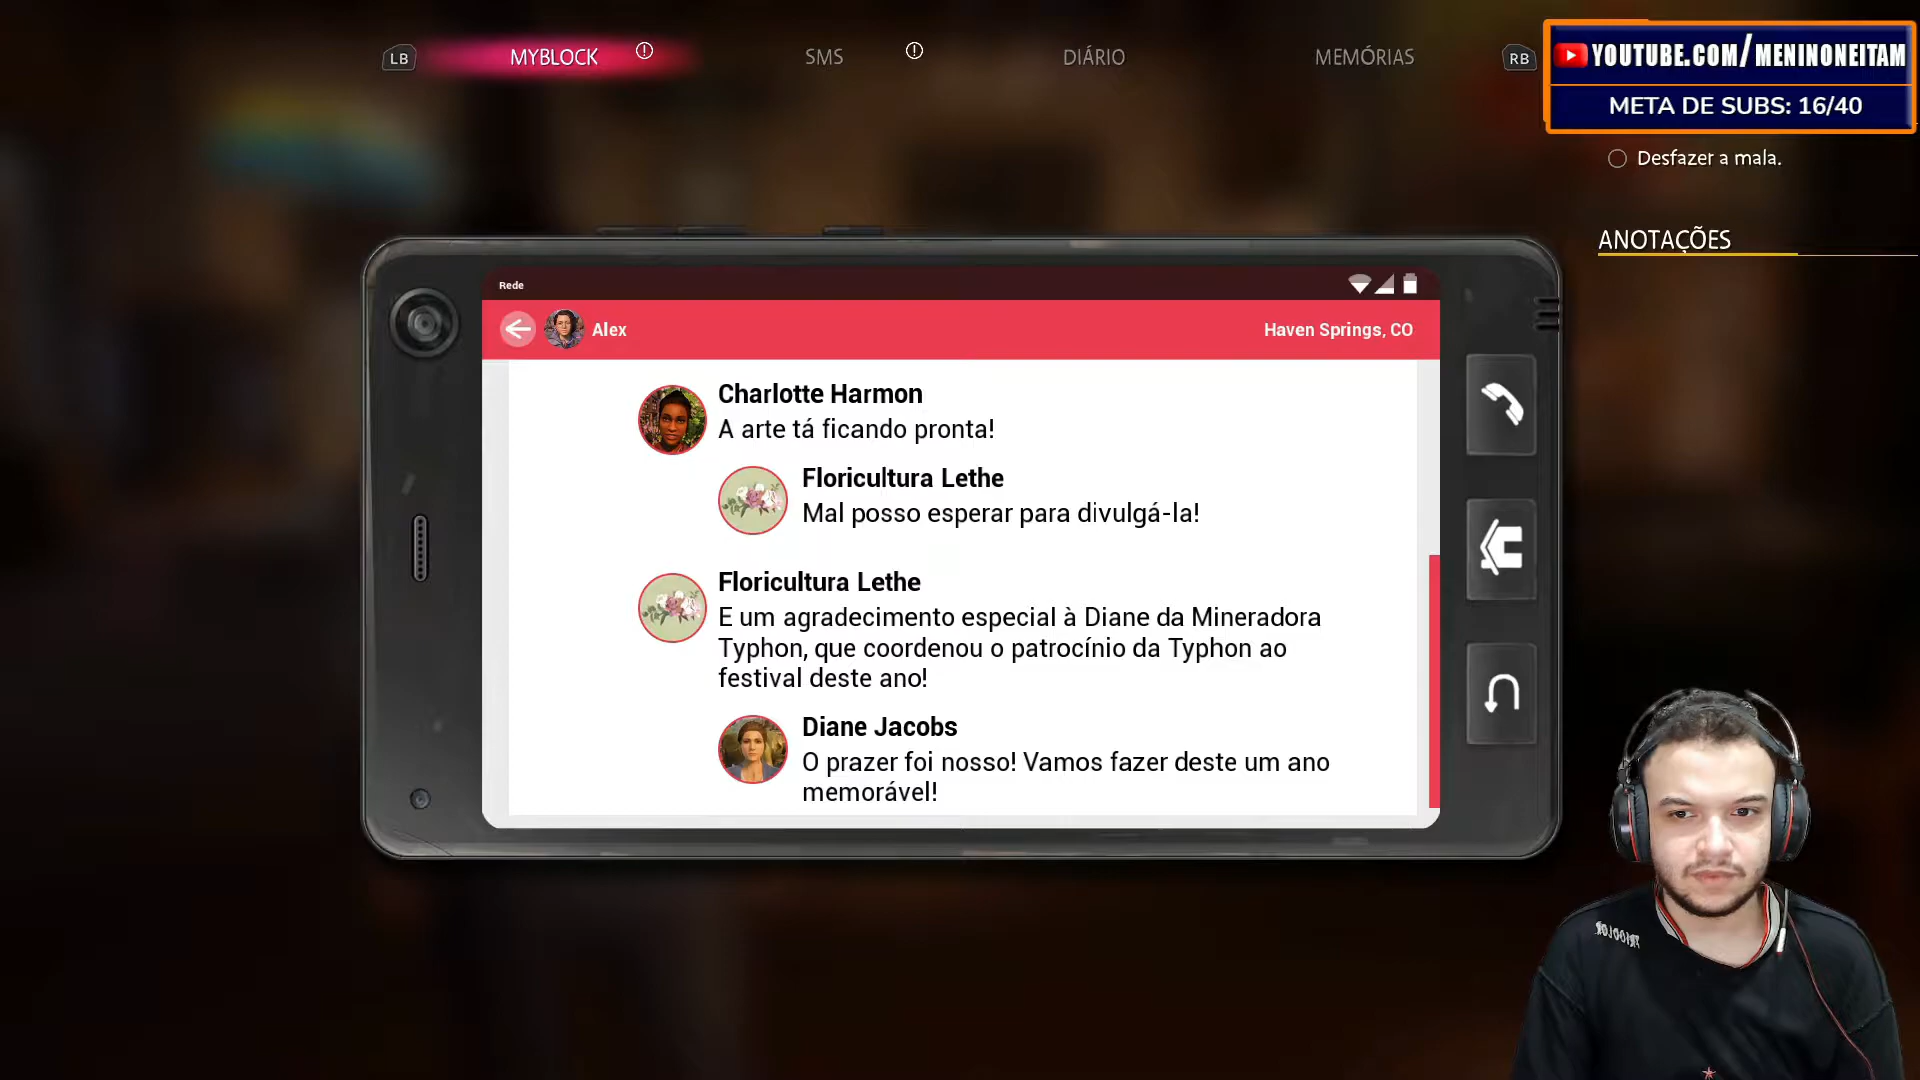 LB
MYBLOCK
SMS
DIÁRIO
MEMÓRIAS
RB
YOUTUBE.COM/MENINONEITAM
META DE SUBS: 16/40
Desfazer a mala.
ANOTAÇÕES
Rede
Alex
Haven Springs, CO
Charlotte Harmon
A arte tá ficando pronta!
Floricultura Lethe
Mal posso esperar para divulgá-la!
Floricultura Lethe
E um agradecimento especial à Diane da Mineradora
Typhon, que coordenou o patrocínio da Typhon ao
festival deste ano!
Diane Jacobs
O prazer foi nosso! Vamos fazer deste um ano
memorável!
TRICOLOR